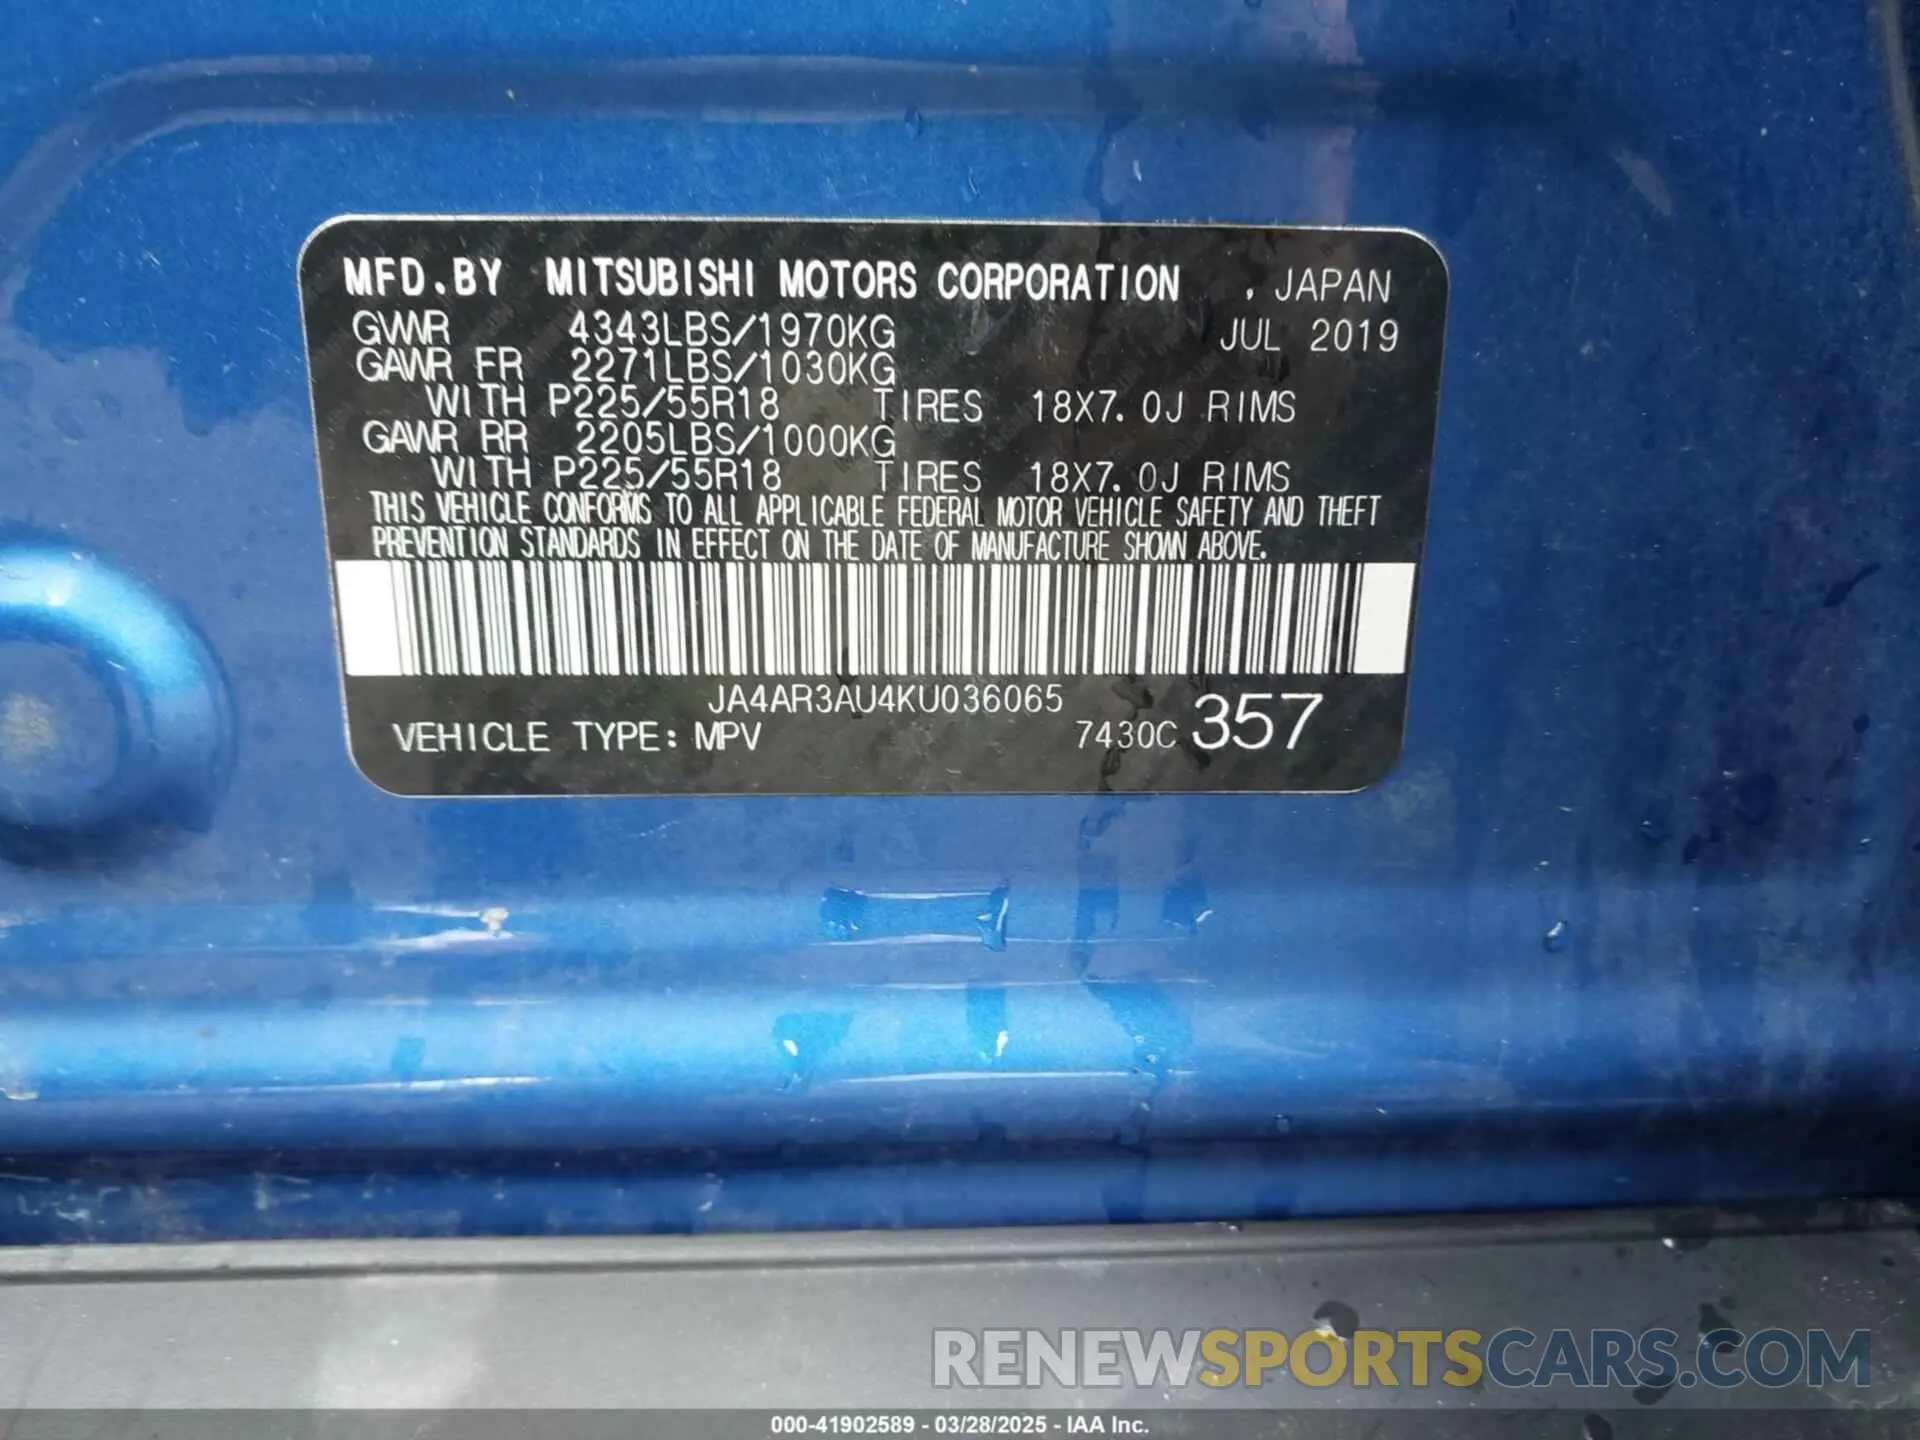 MFD.BY MITSUBISHI MOTORS CORPORATION , JAPAN
GVWR 4343LBS/1970KG JUL 2019
GAWR FR 2271LBS/1030KG
WITH P225/55R18 TIRES 18X7.0J RIMS
GAWR RR 2205LBS/1000KG
WITH P225/55R18 TIRES 18X7.0J RIMS
THIS VEHICLE CONFORMS TO ALL APPLICABLE FEDERAL MOTOR VEHICLE SAFETY AND THEFT
PREVENTION STANDARDS IN EFFECT ON THE DATE OF MANUFACTURE SHOWN ABOVE.
JA4AR3AU4KU036065
VEHICLE TYPE: MPV 7430C 357
RENEWSPORTSCARS.COM
000-41902589 - 03/28/2025 - IAA Inc.